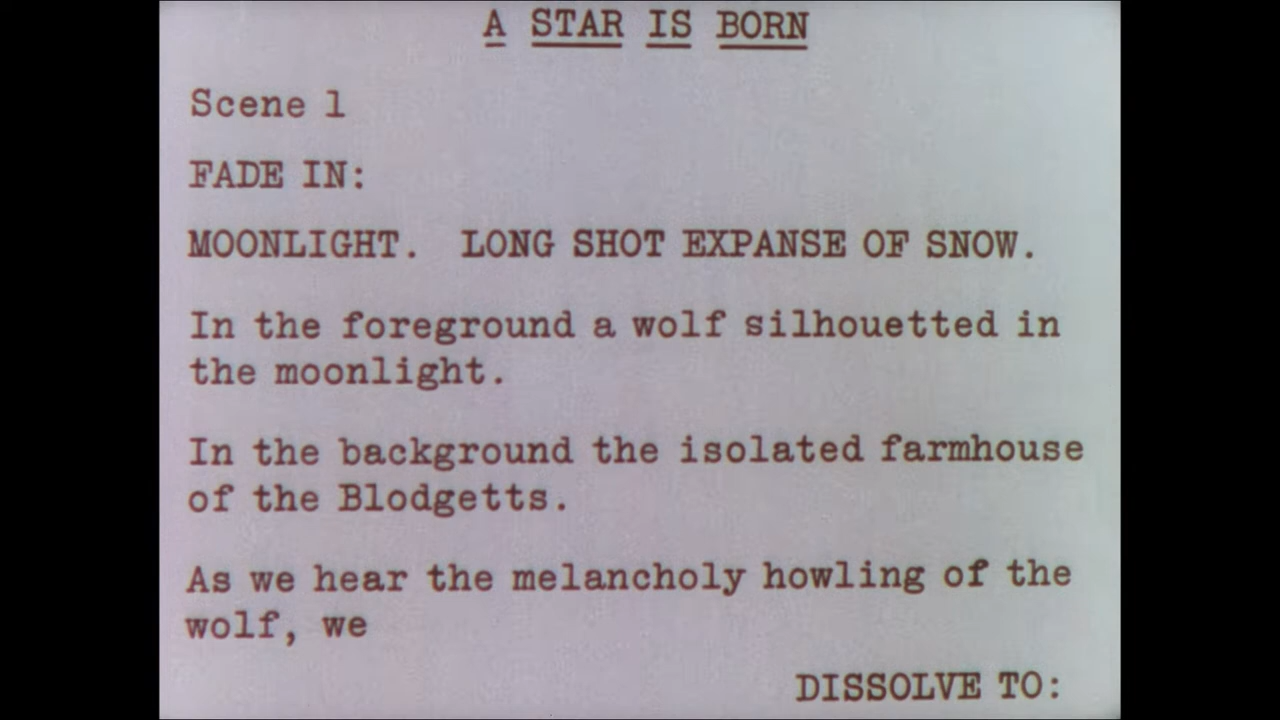 A STAR IS BORN
Scene 1
FADE IN:
MOONLIGHT.  LONG SHOT EXPANSE OF SNOW.
In the foreground a wolf silhouetted in
the moonlight.
In the background the isolated farmhouse
of the Blodgetts.
As we hear the melancholy howling of the
wolf, we
DISSOLVE TO: